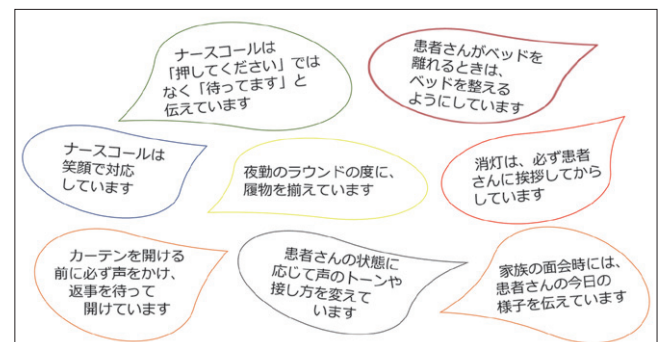 ナースコールは
「押してください」では
なく「待ってます」と
伝えています
患者さんがベッドを
離れるときは、
ベッドを整える
ようにしています
ナースコールは
笑顔で対応
しています
夜勤のラウンドの度に、
履物を揃えています
消灯は、必ず患者
さんに挨拶してから
しています
カーテンを開ける
前に必ず声をかけ、
返事を待って
開けています
患者さんの状態に
応じて声のトーンや
接し方を変えて
います
家族の面会時には、
患者さんの今日の
様子を伝えています